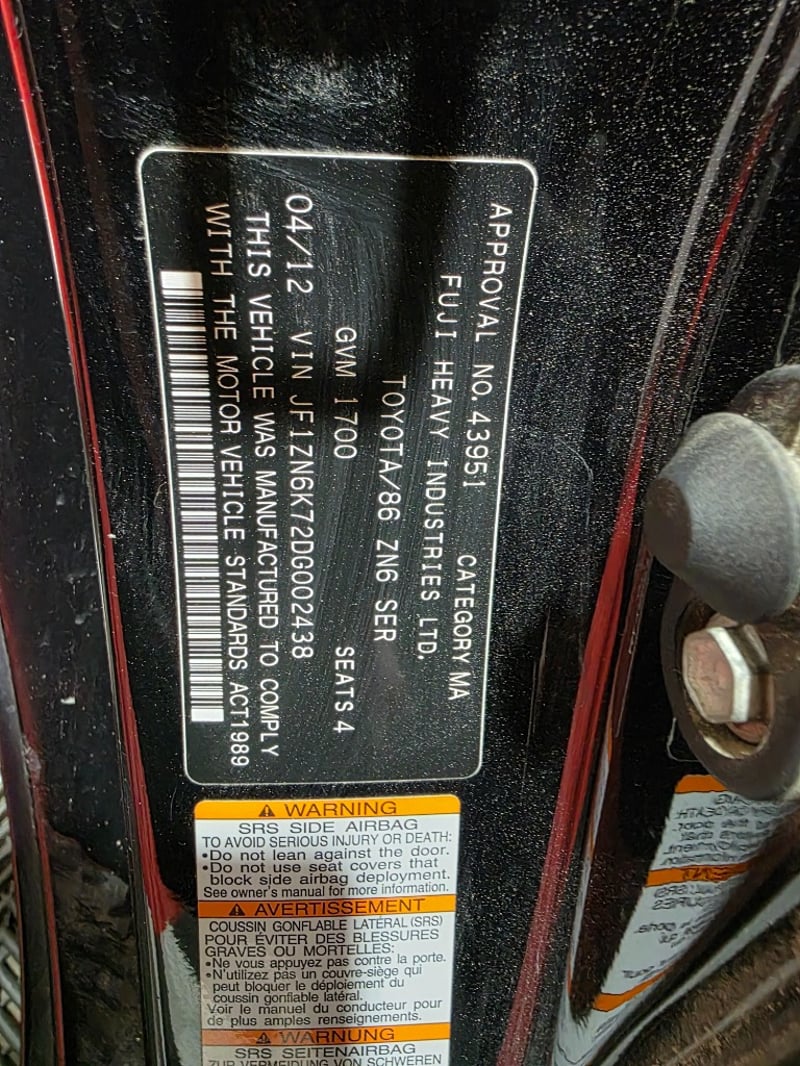 APPROVAL NO. 43951 CATEGORY MA
FUJI HEAVY INDUSTRIES LTD.
TOYOTA/86 ZN6 SER
GVM 1700 SEATS 4
04/12 VIN JF1ZN6K72DG002438
THIS VEHICLE WAS MANUFACTURED TO COMPLY
WITH THE MOTOR VEHICLE STANDARDS ACT1989
WARNING
SRS SIDE AIRBAG
TO AVOID SERIOUS INJURY OR DEATH:
•Do not lean against the door.
•Do not use seat covers that
block side airbag deployment.
See owner's manual for more information.
AVERTISSEMENT
COUSSIN GONFLABLE LATÉRAL (SRS)
POUR ÉVITER DES BLESSURES
GRAVES OU MORTELLES:
•Ne vous appuyez pas contre la porte.
•N'utilizez pas un couvre-siège qui
peut bloquer le déploiement du
coussin gonflable latéral.
Voir le manuel du conducteur pour
de plus amples renseignements.
WARNUNG
SRS SEITENAIRBAG
ZUR VERMEIDUNG VON SCHWEREN